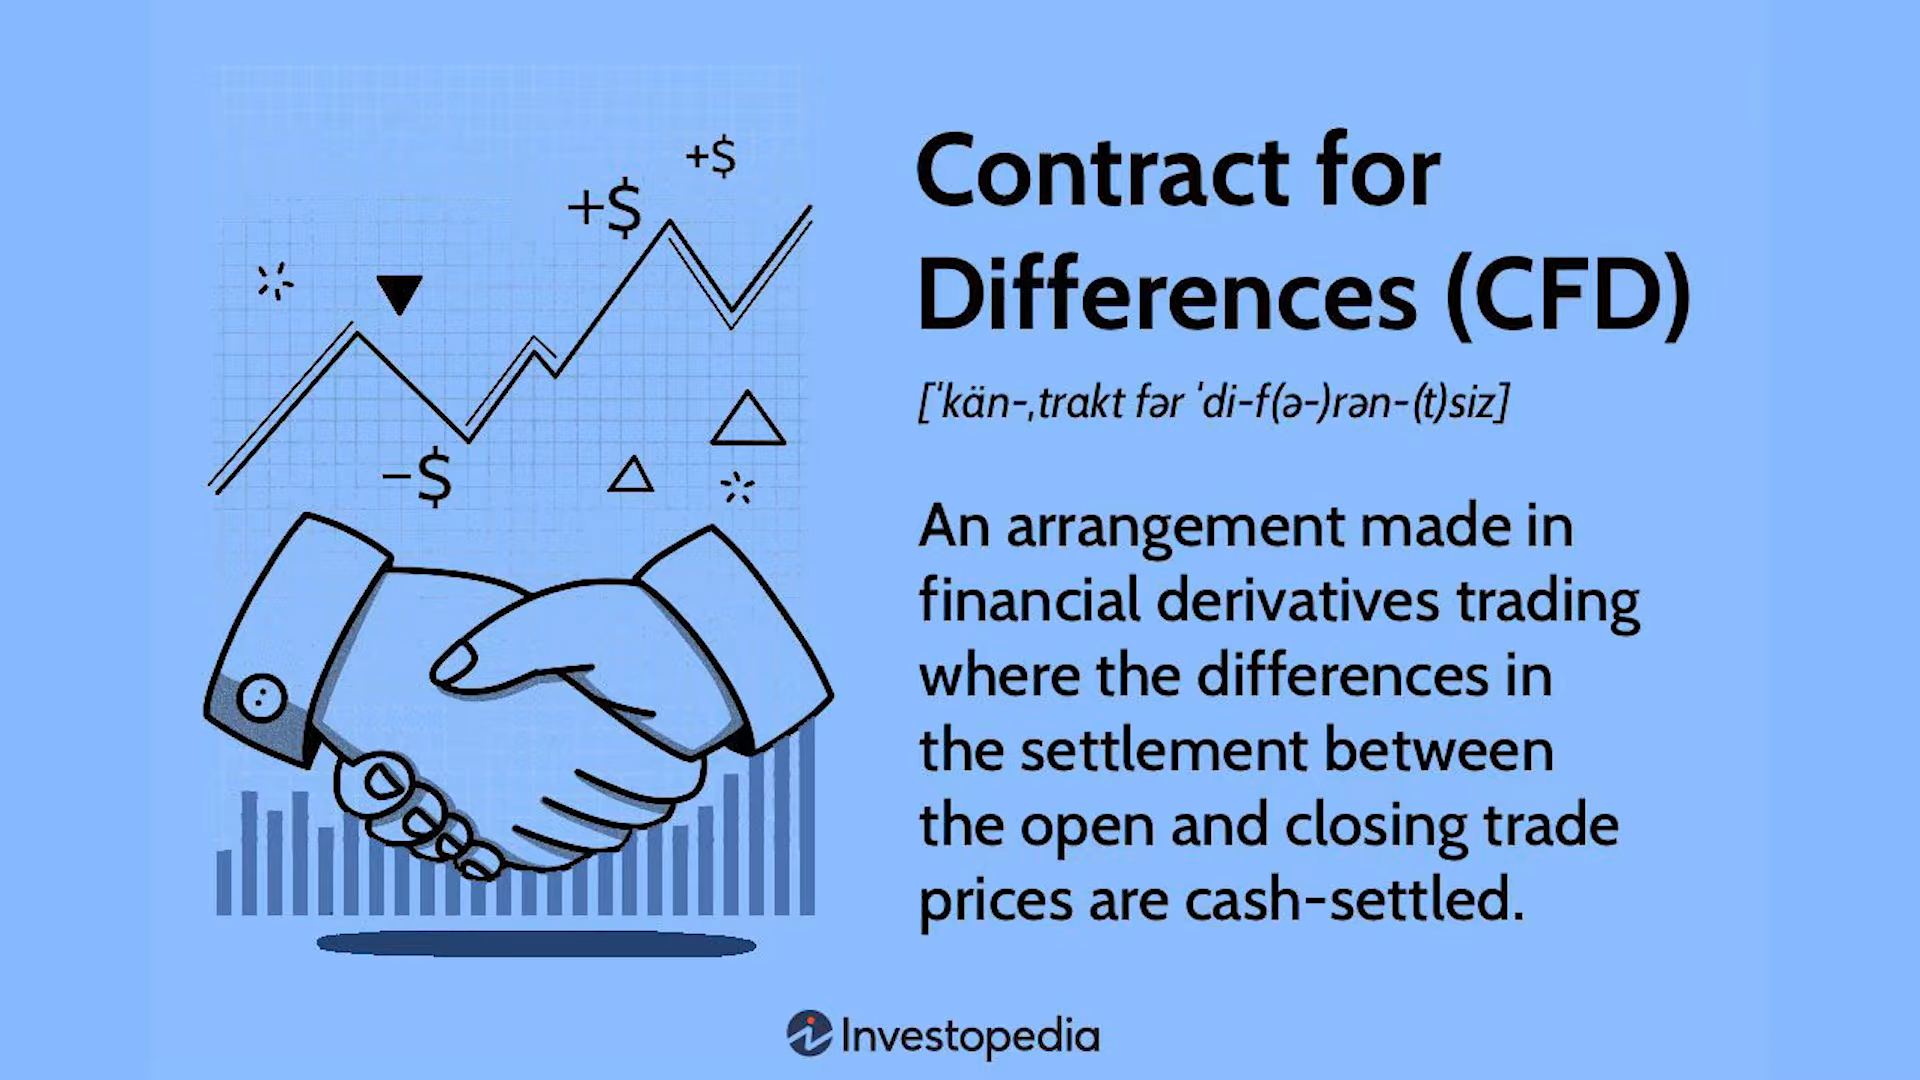 +$
+$
−$
Contract for
Differences (CFD)
[ˈkän-ˌtrakt fər ˈdi-f(ə-)rən-(t)siz]
An arrangement made in
financial derivatives trading
where the differences in
the settlement between
the open and closing trade
prices are cash-settled.
Investopedia